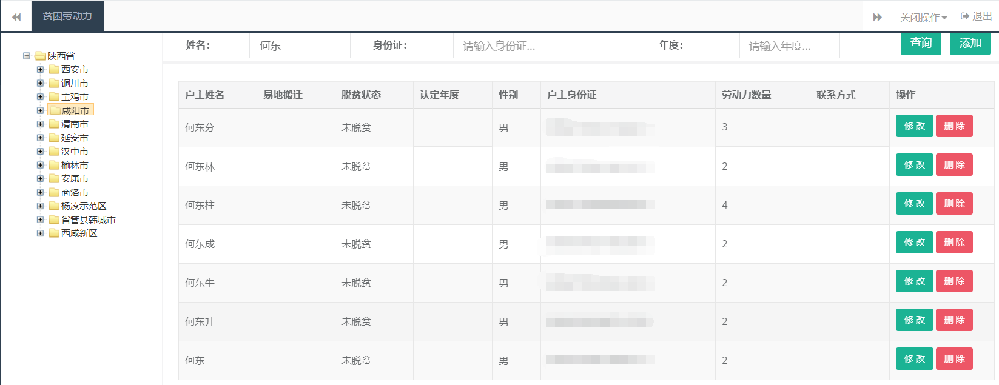 贫困劳动力 关闭操作 退出
姓名： 何东 身份证： 请输入身份证... 年度： 请输入年度... 查询 添加
陕西省
西安市
铜川市
宝鸡市
咸阳市
渭南市
延安市
汉中市
榆林市
安康市
商洛市
杨凌示范区
省管县韩城市
西咸新区
户主姓名 易地搬迁 脱贫状态 认定年度 性别 户主身份证 劳动力数量 联系方式 操作
何东分 未脱贫 男 3 修改 删除
何东林 未脱贫 男 2 修改 删除
何东柱 未脱贫 男 4 修改 删除
何东成 未脱贫 男 2 修改 删除
何东牛 未脱贫 男 2 修改 删除
何东升 未脱贫 男 2 修改 删除
何东 未脱贫 男 2 修改 删除